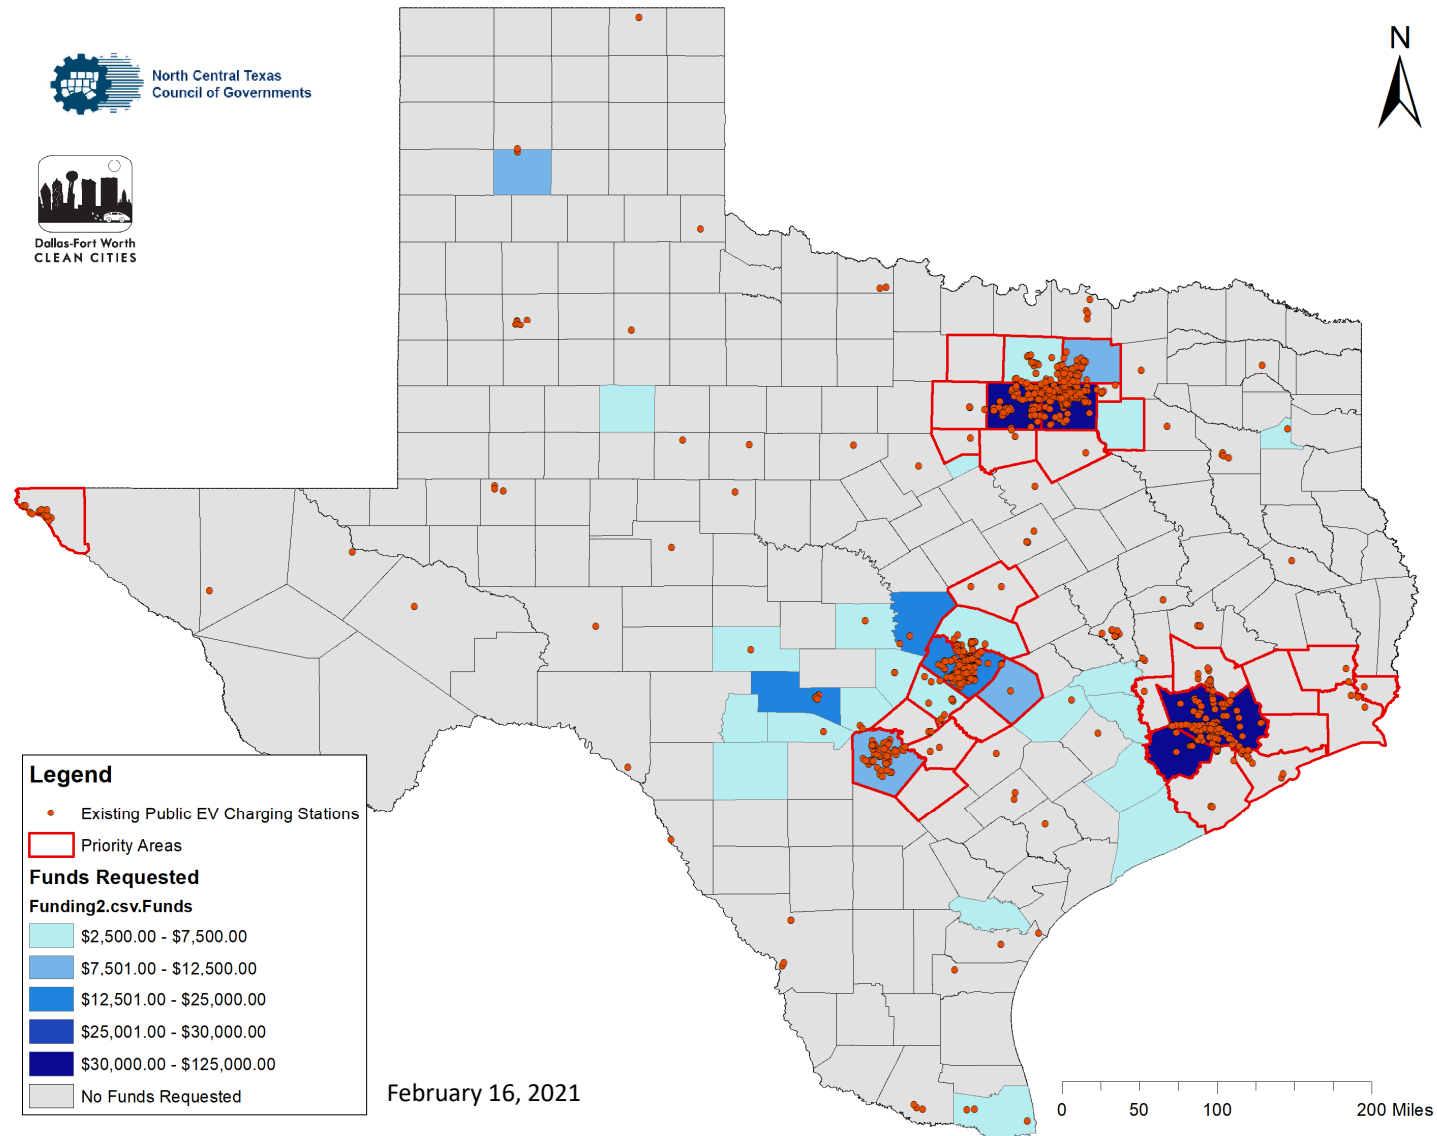 North Central Texas
Council of Governments
N
Dallas-Fort Worth
CLEAN CITIES
Legend
Existing Public EV Charging Stations
Priority Areas
Funds Requested
Funding2.csv.Funds
$2,500.00 - $7,500.00
$7,501.00 - $12,500.00
$12,501.00 - $25,000.00
$25,001.00 - $30,000.00
$30,000.00 - $125,000.00
No Funds Requested
February 16, 2021
0 50 100 200 Miles